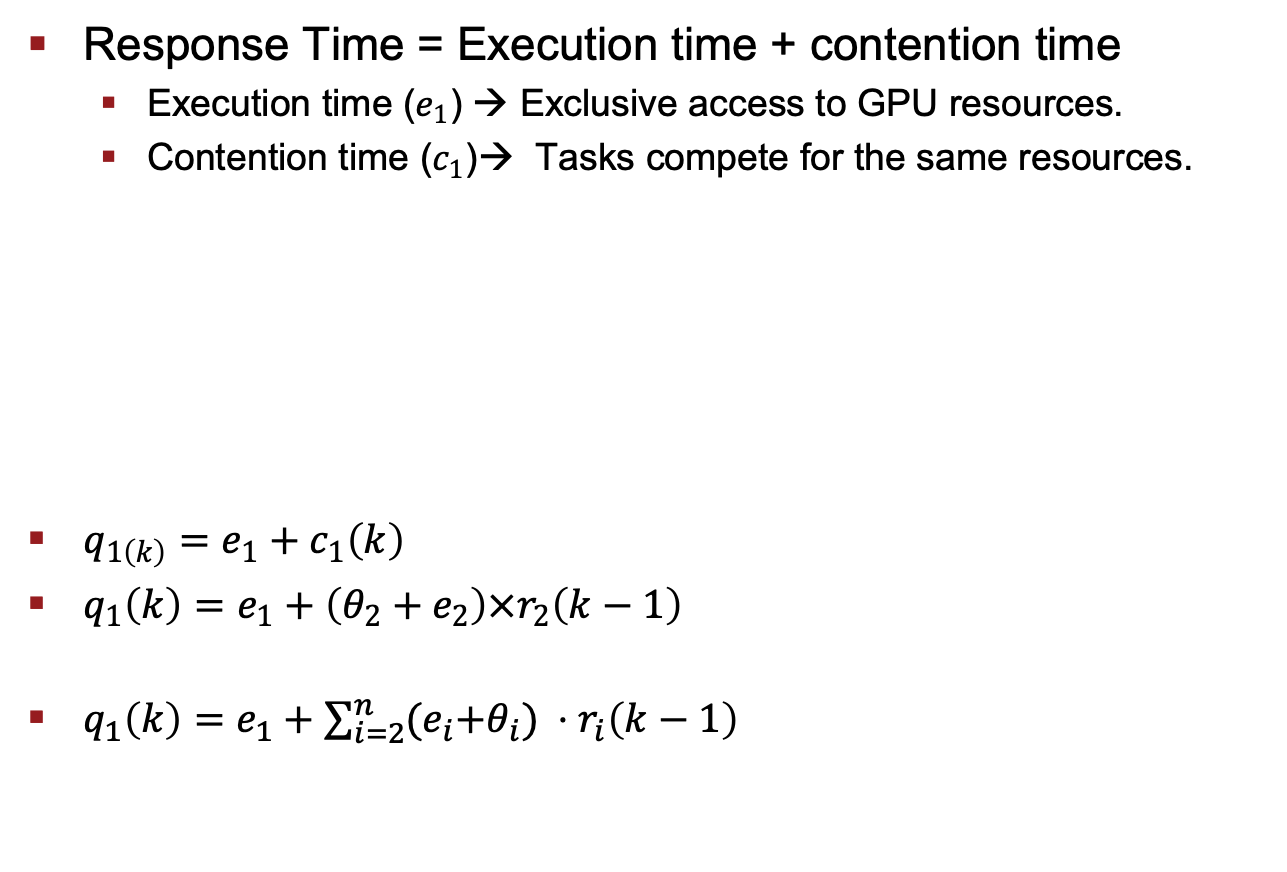 ▪ Response Time = Execution time + contention time
▪ Execution time (𝑒₁) → Exclusive access to GPU resources.
▪ Contention time (𝑐₁)→ Tasks compete for the same resources.
▪ 𝑞₁₍ₖ₎ = 𝑒₁ + 𝑐₁(𝑘)
▪ 𝑞₁(𝑘) = 𝑒₁ + (𝜃₂ + 𝑒₂)×𝑟₂(𝑘 − 1)
▪ 𝑞₁(𝑘) = 𝑒₁ + ∑ⁿᵢ₌₂(𝑒ᵢ+𝜃ᵢ) · 𝑟ᵢ(𝑘 − 1)